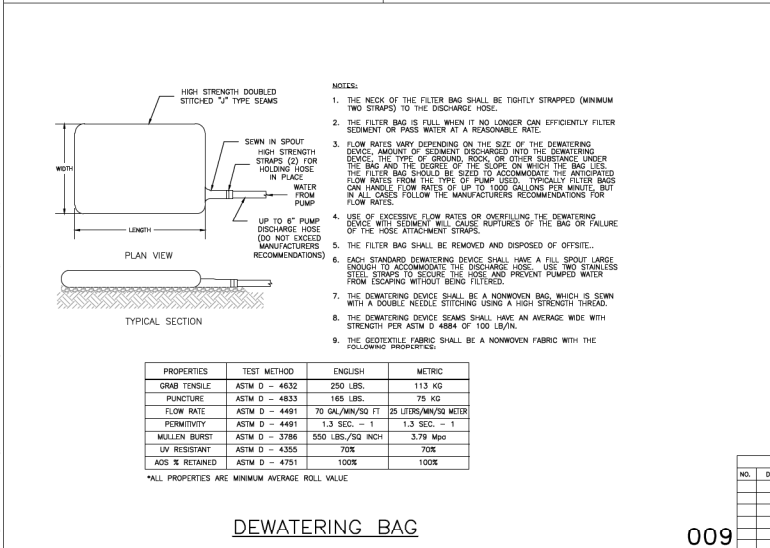 HIGH STRENGTH DOUBLED
STITCHED "J" TYPE SEAMS
WIDTH
SEWN IN SPOUT
HIGH STRENGTH
STRAPS (2) FOR
HOLDING HOSE
IN PLACE
WATER
FROM
PUMP
LENGTH
UP TO 6" PUMP
DISCHARGE HOSE
(DO NOT EXCEED
MANUFACTURERS
RECOMMENDATIONS)
PLAN VIEW
TYPICAL SECTION
NOTES:
1. THE NECK OF THE FILTER BAG SHALL BE TIGHTLY STRAPPED (MINIMUM
TWO STRAPS) TO THE DISCHARGE HOSE.
2. THE FILTER BAG IS FULL WHEN IT NO LONGER CAN EFFICIENTLY FILTER
SEDIMENT OR PASS WATER AT A REASONABLE RATE.
3. FLOW RATES VARY DEPENDING ON THE SIZE OF THE DEWATERING
DEVICE, AMOUNT OF SEDIMENT DISCHARGED INTO THE DEWATERING
DEVICE, THE TYPE OF GROUND, ROCK, OR OTHER SUBSTANCE UNDER
THE BAG AND THE DEGREE OF THE SLOPE ON WHICH THE BAG LIES.
THE FILTER BAG SHOULD BE SIZED TO ACCOMMODATE THE ANTICIPATED
FLOW RATES FROM THE TYPE OF PUMP USED. TYPICALLY FILTER BAGS
CAN HANDLE FLOW RATES OF UP TO 1000 GALLONS PER MINUTE, BUT
IN ALL CASES FOLLOW THE MANUFACTURERS RECOMMENDATIONS FOR
FLOW RATES.
4. USE OF EXCESSIVE FLOW RATES OR OVERFILLING THE DEWATERING
DEVICE WITH SEDIMENT WILL CAUSE RUPTURES OF THE BAG OR FAILURE
OF THE HOSE ATTACHMENT STRAPS.
5. THE FILTER BAG SHALL BE REMOVED AND DISPOSED OF OFFSITE..
6. EACH STANDARD DEWATERING DEVICE SHALL HAVE A FILL SPOUT LARGE
ENOUGH TO ACCOMMODATE THE DISCHARGE HOSE. USE TWO STAINLESS
STEEL STRAPS TO SECURE THE HOSE AND PREVENT PUMPED WATER
FROM ESCAPING WITHOUT BEING FILTERED.
7. THE DEWATERING DEVICE SHALL BE A NONWOVEN BAG, WHICH IS SEWN
WITH A DOUBLE NEEDLE STITCHING USING A HIGH STRENGTH THREAD.
8. THE DEWATERING DEVICE SEAMS SHALL HAVE AN AVERAGE WIDE WITH
STRENGTH PER ASTM D 4884 OF 100 LB/IN.
9. THE GEOTEXTILE FABRIC SHALL BE A NONWOVEN FABRIC WITH THE
FOLLOWING PROPERTIES:
PROPERTIES TEST METHOD ENGLISH METRIC
GRAB TENSILE ASTM D - 4632 250 LBS. 113 KG
PUNCTURE ASTM D - 4833 165 LBS. 75 KG
FLOW RATE ASTM D - 4491 70 GAL/MIN/SQ FT 25 LITERS/MIN/SQ METER
PERMITIVITY ASTM D - 4491 1.3 SEC. - 1 1.3 SEC. - 1
MULLEN BURST ASTM D - 3786 550 LBS./SQ INCH 3.79 Mpa
UV RESISTANT ASTM D - 4355 70% 70%
AOS % RETAINED ASTM D - 4751 100% 100%
*ALL PROPERTIES ARE MINIMUM AVERAGE ROLL VALUE
DEWATERING BAG
009
NO. D